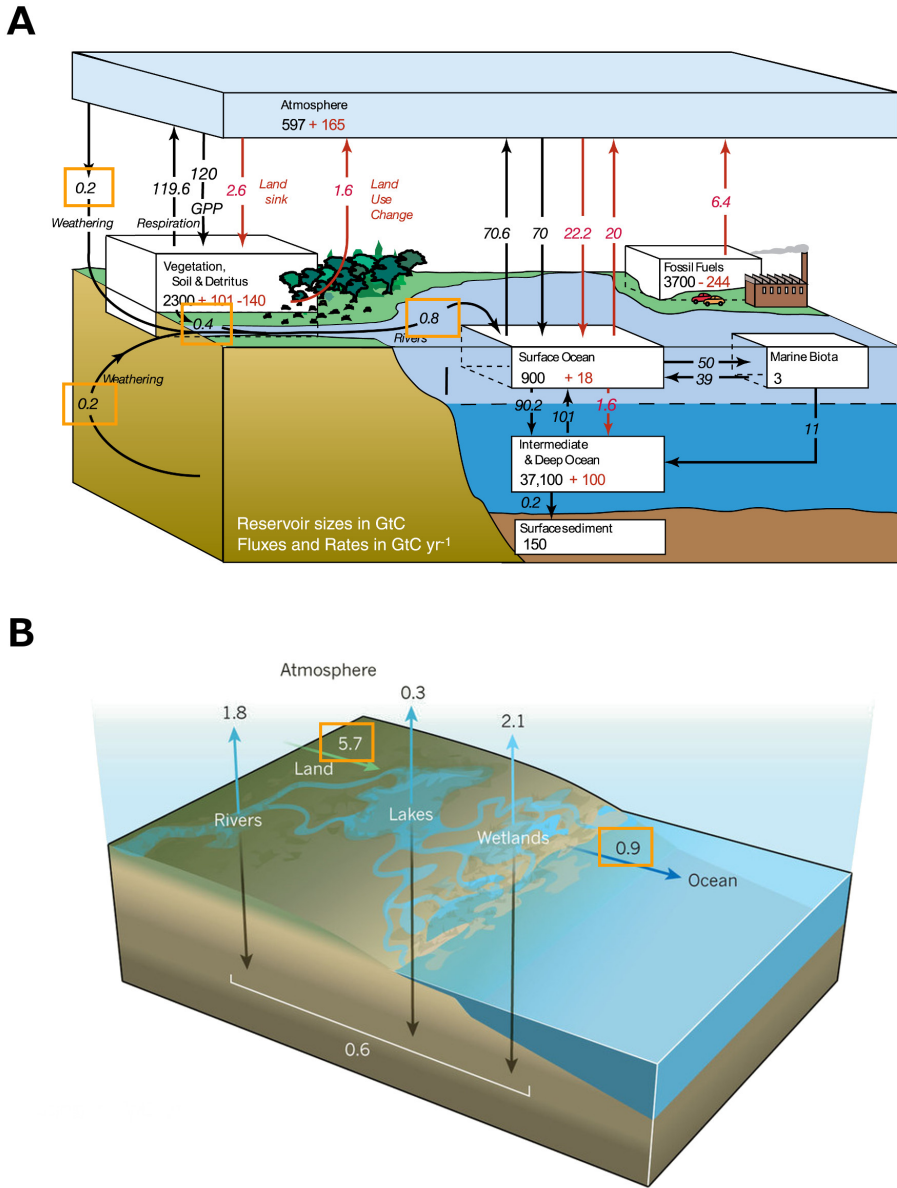 A
Atmosphere
597 + 165
0.2
119.6
120
2.6
Land
sink
1.6
Land
Use
Change
GPP
Weathering
Respiration
70.6
70
22.2
20
6.4
Vegetation,
Soil & Detritus
2300 + 101 -140
Fossil Fuels
3700 - 244
0.4
0.8
Rivers
Weathering
0.2
Surface Ocean
900 + 18
50
39
Marine Biota
3
90.2
101
1.6
11
Intermediate
& Deep Ocean
37,100 + 100
0.2
Surface sediment
150
Reservoir sizes in GtC
Fluxes and Rates in GtC yr-1
B
Atmosphere
1.8
0.3
2.1
5.7
Land
Rivers
Lakes
Wetlands
0.9
Ocean
0.6